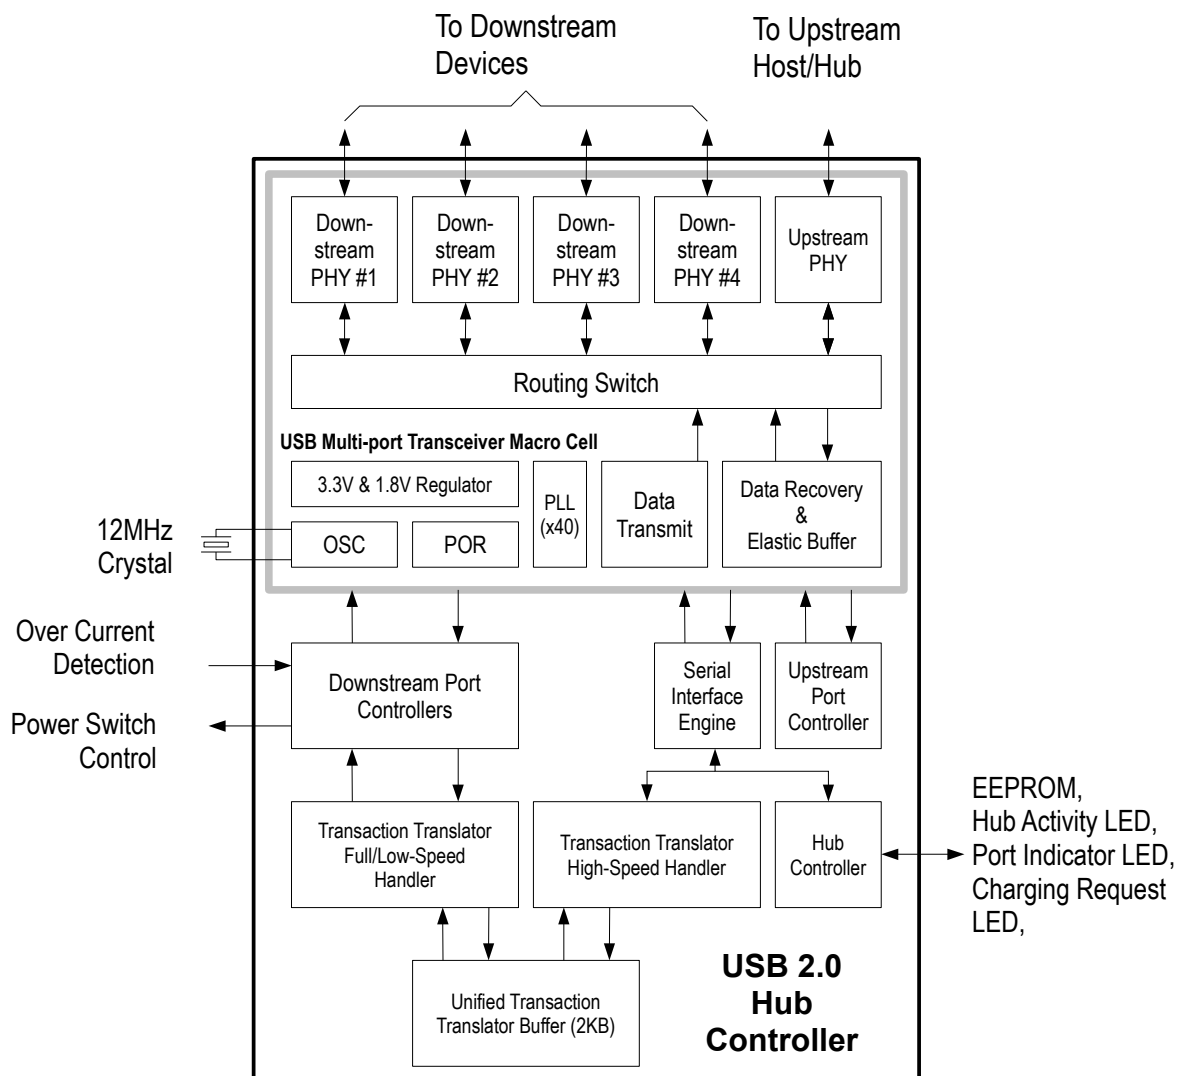 To Downstream
Devices
To Upstream
Host/Hub
Down-
stream
PHY #1
Down-
stream
PHY #2
Down-
stream
PHY #3
Down-
stream
PHY #4
Upstream
PHY
Routing Switch
USB Multi-port Transceiver Macro Cell
3.3V & 1.8V Regulator
OSC
POR
PLL
(x40)
Data
Transmit
Data Recovery
&
Elastic Buffer
12MHz
Crystal
Over Current
Detection
Power Switch
Control
Downstream Port
Controllers
Serial
Interface
Engine
Upstream
Port
Controller
Transaction Translator
Full/Low-Speed
Handler
Transaction Translator
High-Speed Handler
Hub
Controller
EEPROM,
Hub Activity LED,
Port Indicator LED,
Charging Request
LED,
Unified Transaction
Translator Buffer (2KB)
USB 2.0
Hub
Controller